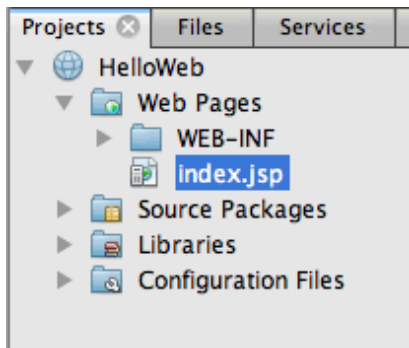 Projects Files Services
HelloWeb
Web Pages
WEB-INF
index.jsp
Source Packages
Libraries
Configuration Files